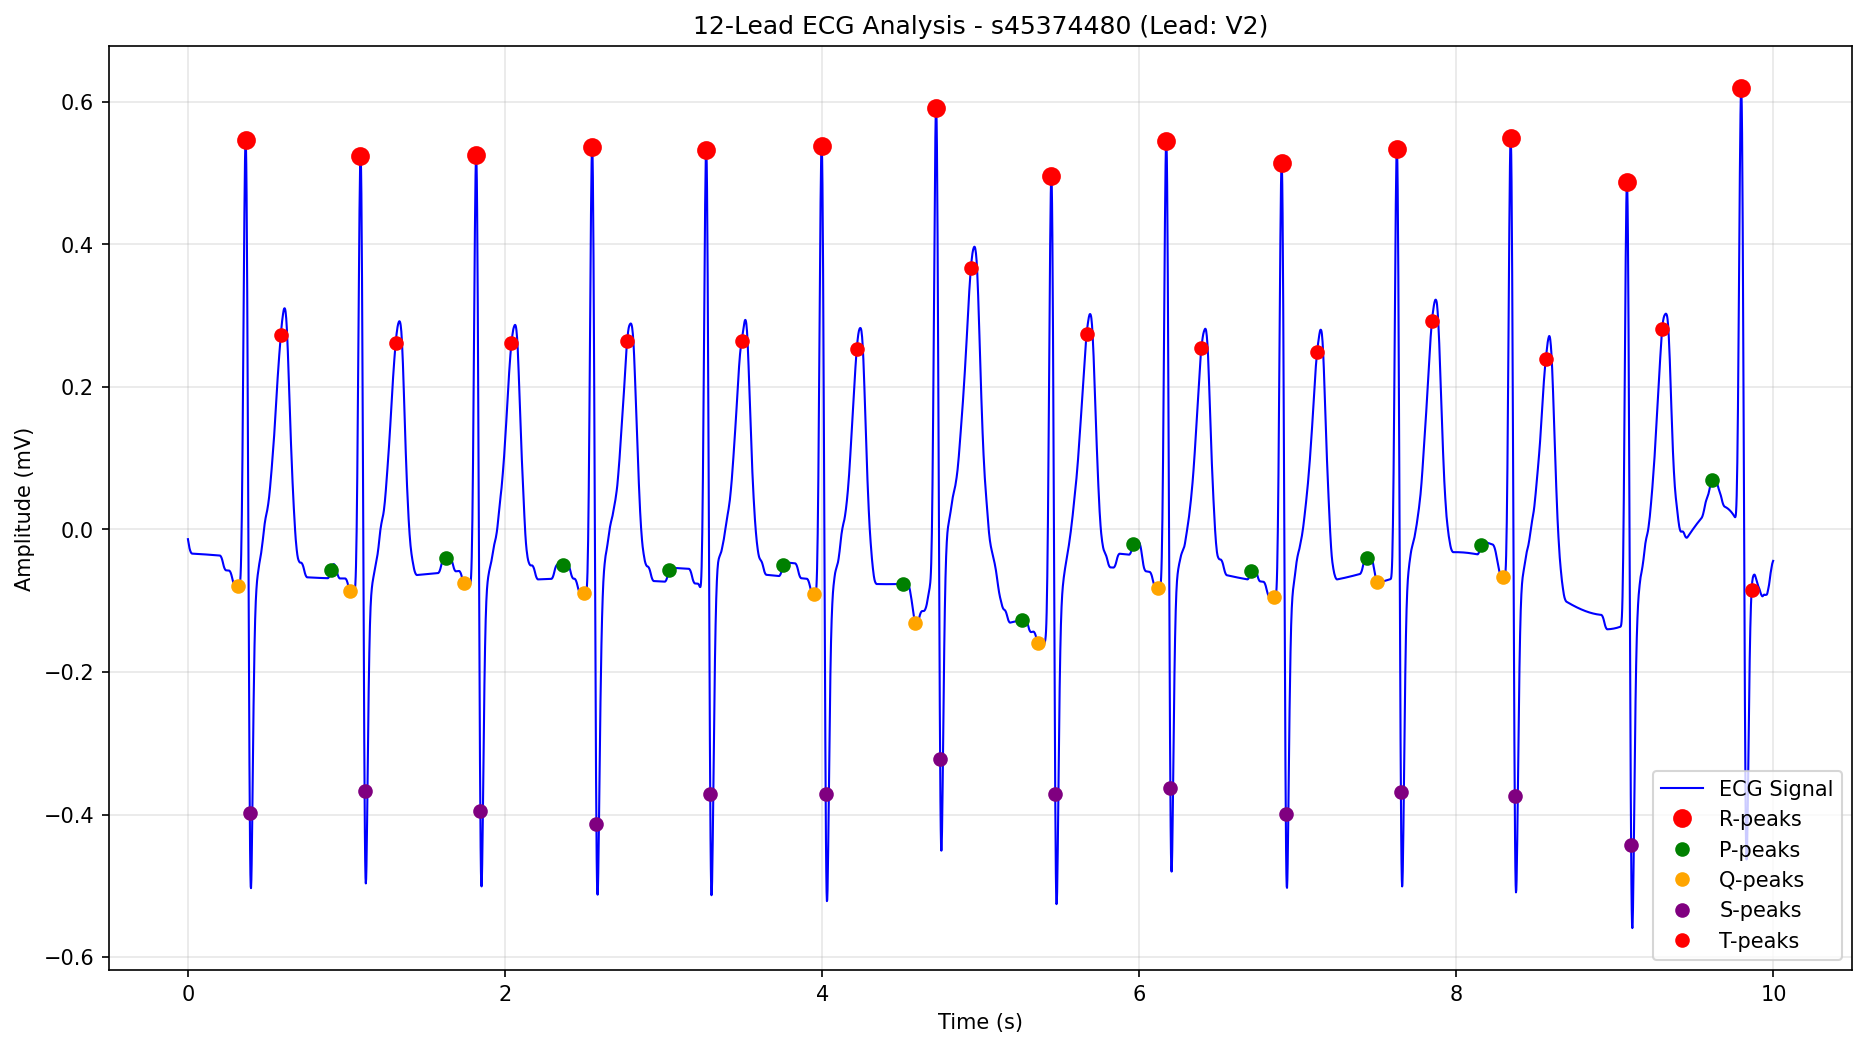 12-Lead ECG Analysis - s45374480 (Lead: V2)
Amplitude (mV)
0.6
0.4
0.2
0.0
−0.2
−0.4
−0.6
ECG Signal
R-peaks
P-peaks
Q-peaks
S-peaks
T-peaks
0 2 4 6 8 10
Time (s)